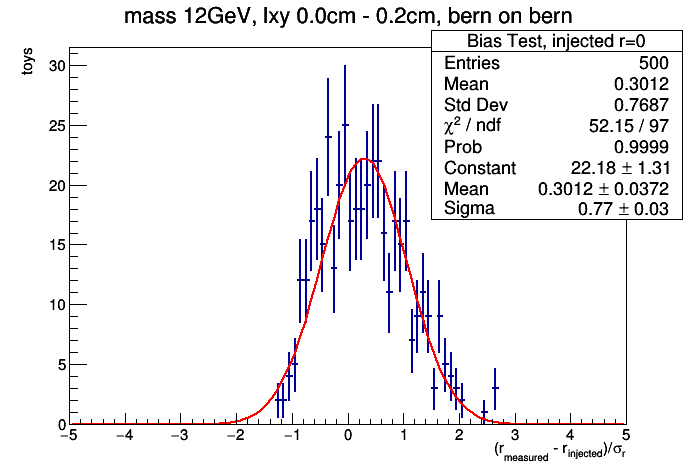 mass 12GeV, lxy 0.0cm - 0.2cm, bern on bern
Bias Test, injected r=0
Entries 500
Mean 0.3012
Std Dev 0.7687
χ² / ndf 52.15 / 97
Prob 0.9999
Constant 22.18 ± 1.31
Mean 0.3012 ± 0.0372
Sigma 0.77 ± 0.03
toys
30
25
20
15
10
5
0
−5 −4 −3 −2 −1 0 1 2 3 4 5
(r_measured - r_injected)/σ_r